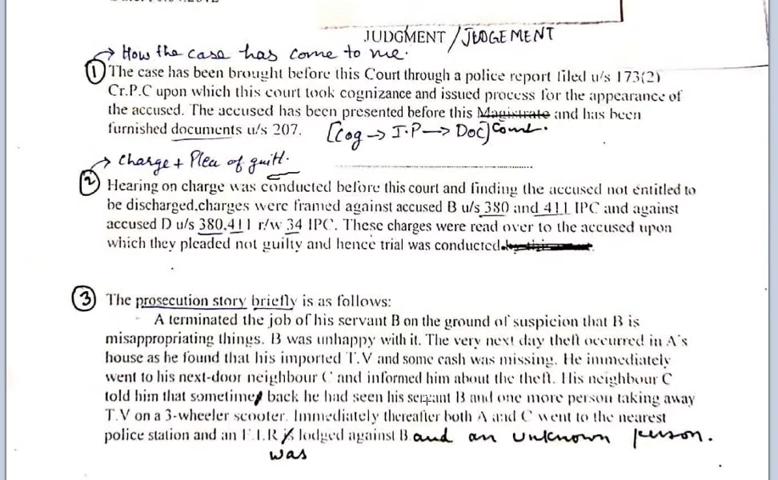 JUDGMENT / JUDGEMENT
→ How the case has come to me.
① The case has been brought before this Court through a police report filed u/s 173(2)
Cr.P.C upon which this court took cognizance and issued process for the appearance of
the accused. The accused has been presented before this Magistrate and has been
furnished documents u/s 207. [Cog → I.P → Doc] Court.
→ Charge + Plea of guilt.
② Hearing on charge was conducted before this court and finding the accused not entitled to
be discharged,charges were framed against accused B u/s 380 and 411 IPC and against
accused D u/s 380,411 r/w 34 IPC. These charges were read over to the accused upon
which they pleaded not guilty and hence trial was conducted.
③ The prosecution story briefly is as follows:
A terminated the job of his servant B on the ground of suspicion that B is
misappropriating things. B was unhappy with it. The very next day theft occurred in A's
house as he found that his imported T.V and some cash was missing. He immediately
went to his next-door neighbour C and informed him about the theft. His neighbour C
told him that sometime back he had seen his servant B and one more person taking away
T.V on a 3-wheeler scooter. Immediately thereafter both A and C went to the nearest
police station and an F.I.R is lodged against B and an unknown person.
was